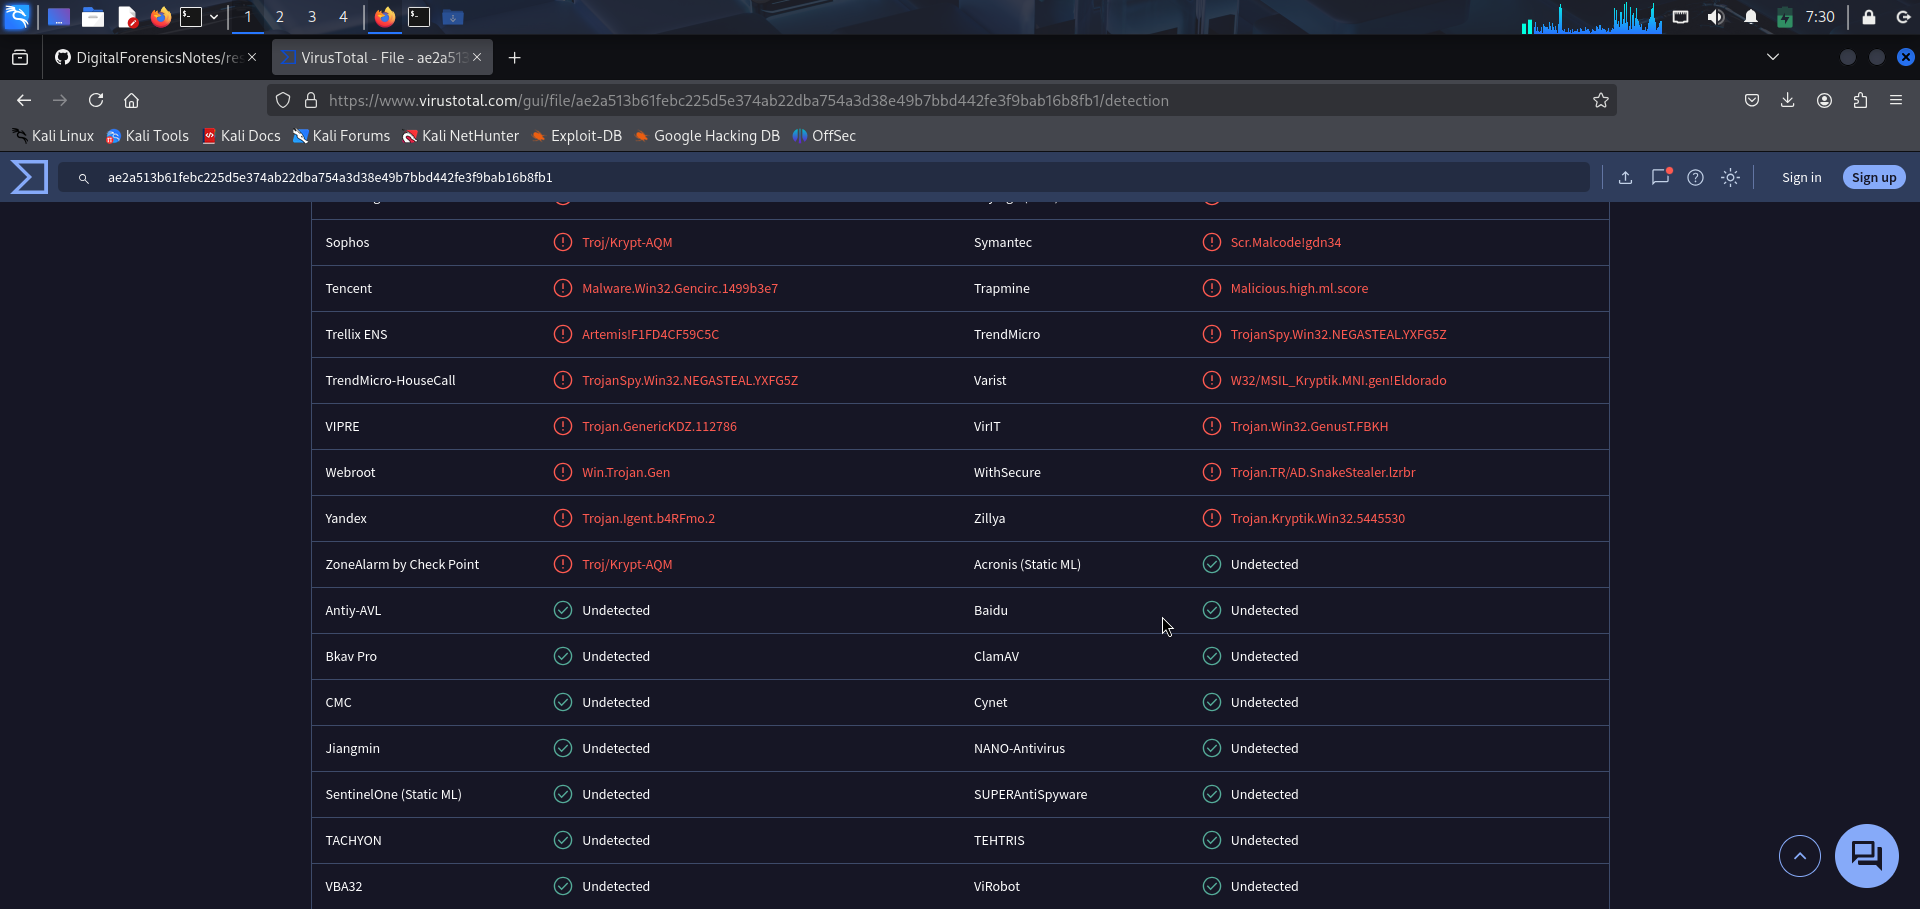 1 2 3 4 7:30
DigitalForensicsNotes/res
VirusTotal - File - ae2a513
https://www.virustotal.com/gui/file/ae2a513b61febc225d5e374ab22dba754a3d38e49b7bbd442fe3f9bab16b8fb1/detection
Kali Linux Kali Tools Kali Docs Kali Forums Kali NetHunter Exploit-DB Google Hacking DB OffSec
ae2a513b61febc225d5e374ab22dba754a3d38e49b7bbd442fe3f9bab16b8fb1 Sign in Sign up
Sophos Troj/Krypt-AQM Symantec Scr.Malcode!gdn34
Tencent Malware.Win32.Gencirc.1499b3e7 Trapmine Malicious.high.ml.score
Trellix ENS Artemis!F1FD4CF59C5C TrendMicro TrojanSpy.Win32.NEGASTEAL.YXFG5Z
TrendMicro-HouseCall TrojanSpy.Win32.NEGASTEAL.YXFG5Z Varist W32/MSIL_Kryptik.MNI.gen!Eldorado
VIPRE Trojan.GenericKDZ.112786 VirIT Trojan.Win32.GenusT.FBKH
Webroot Win.Trojan.Gen WithSecure Trojan.TR/AD.SnakeStealer.lzrbr
Yandex Trojan.Igent.b4RFmo.2 Zillya Trojan.Kryptik.Win32.5445530
ZoneAlarm by Check Point Troj/Krypt-AQM Acronis (Static ML) Undetected
Antiy-AVL Undetected Baidu Undetected
Bkav Pro Undetected ClamAV Undetected
CMC Undetected Cynet Undetected
Jiangmin Undetected NANO-Antivirus Undetected
SentinelOne (Static ML) Undetected SUPERAntiSpyware Undetected
TACHYON Undetected TEHTRIS Undetected
VBA32 Undetected ViRobot Undetected